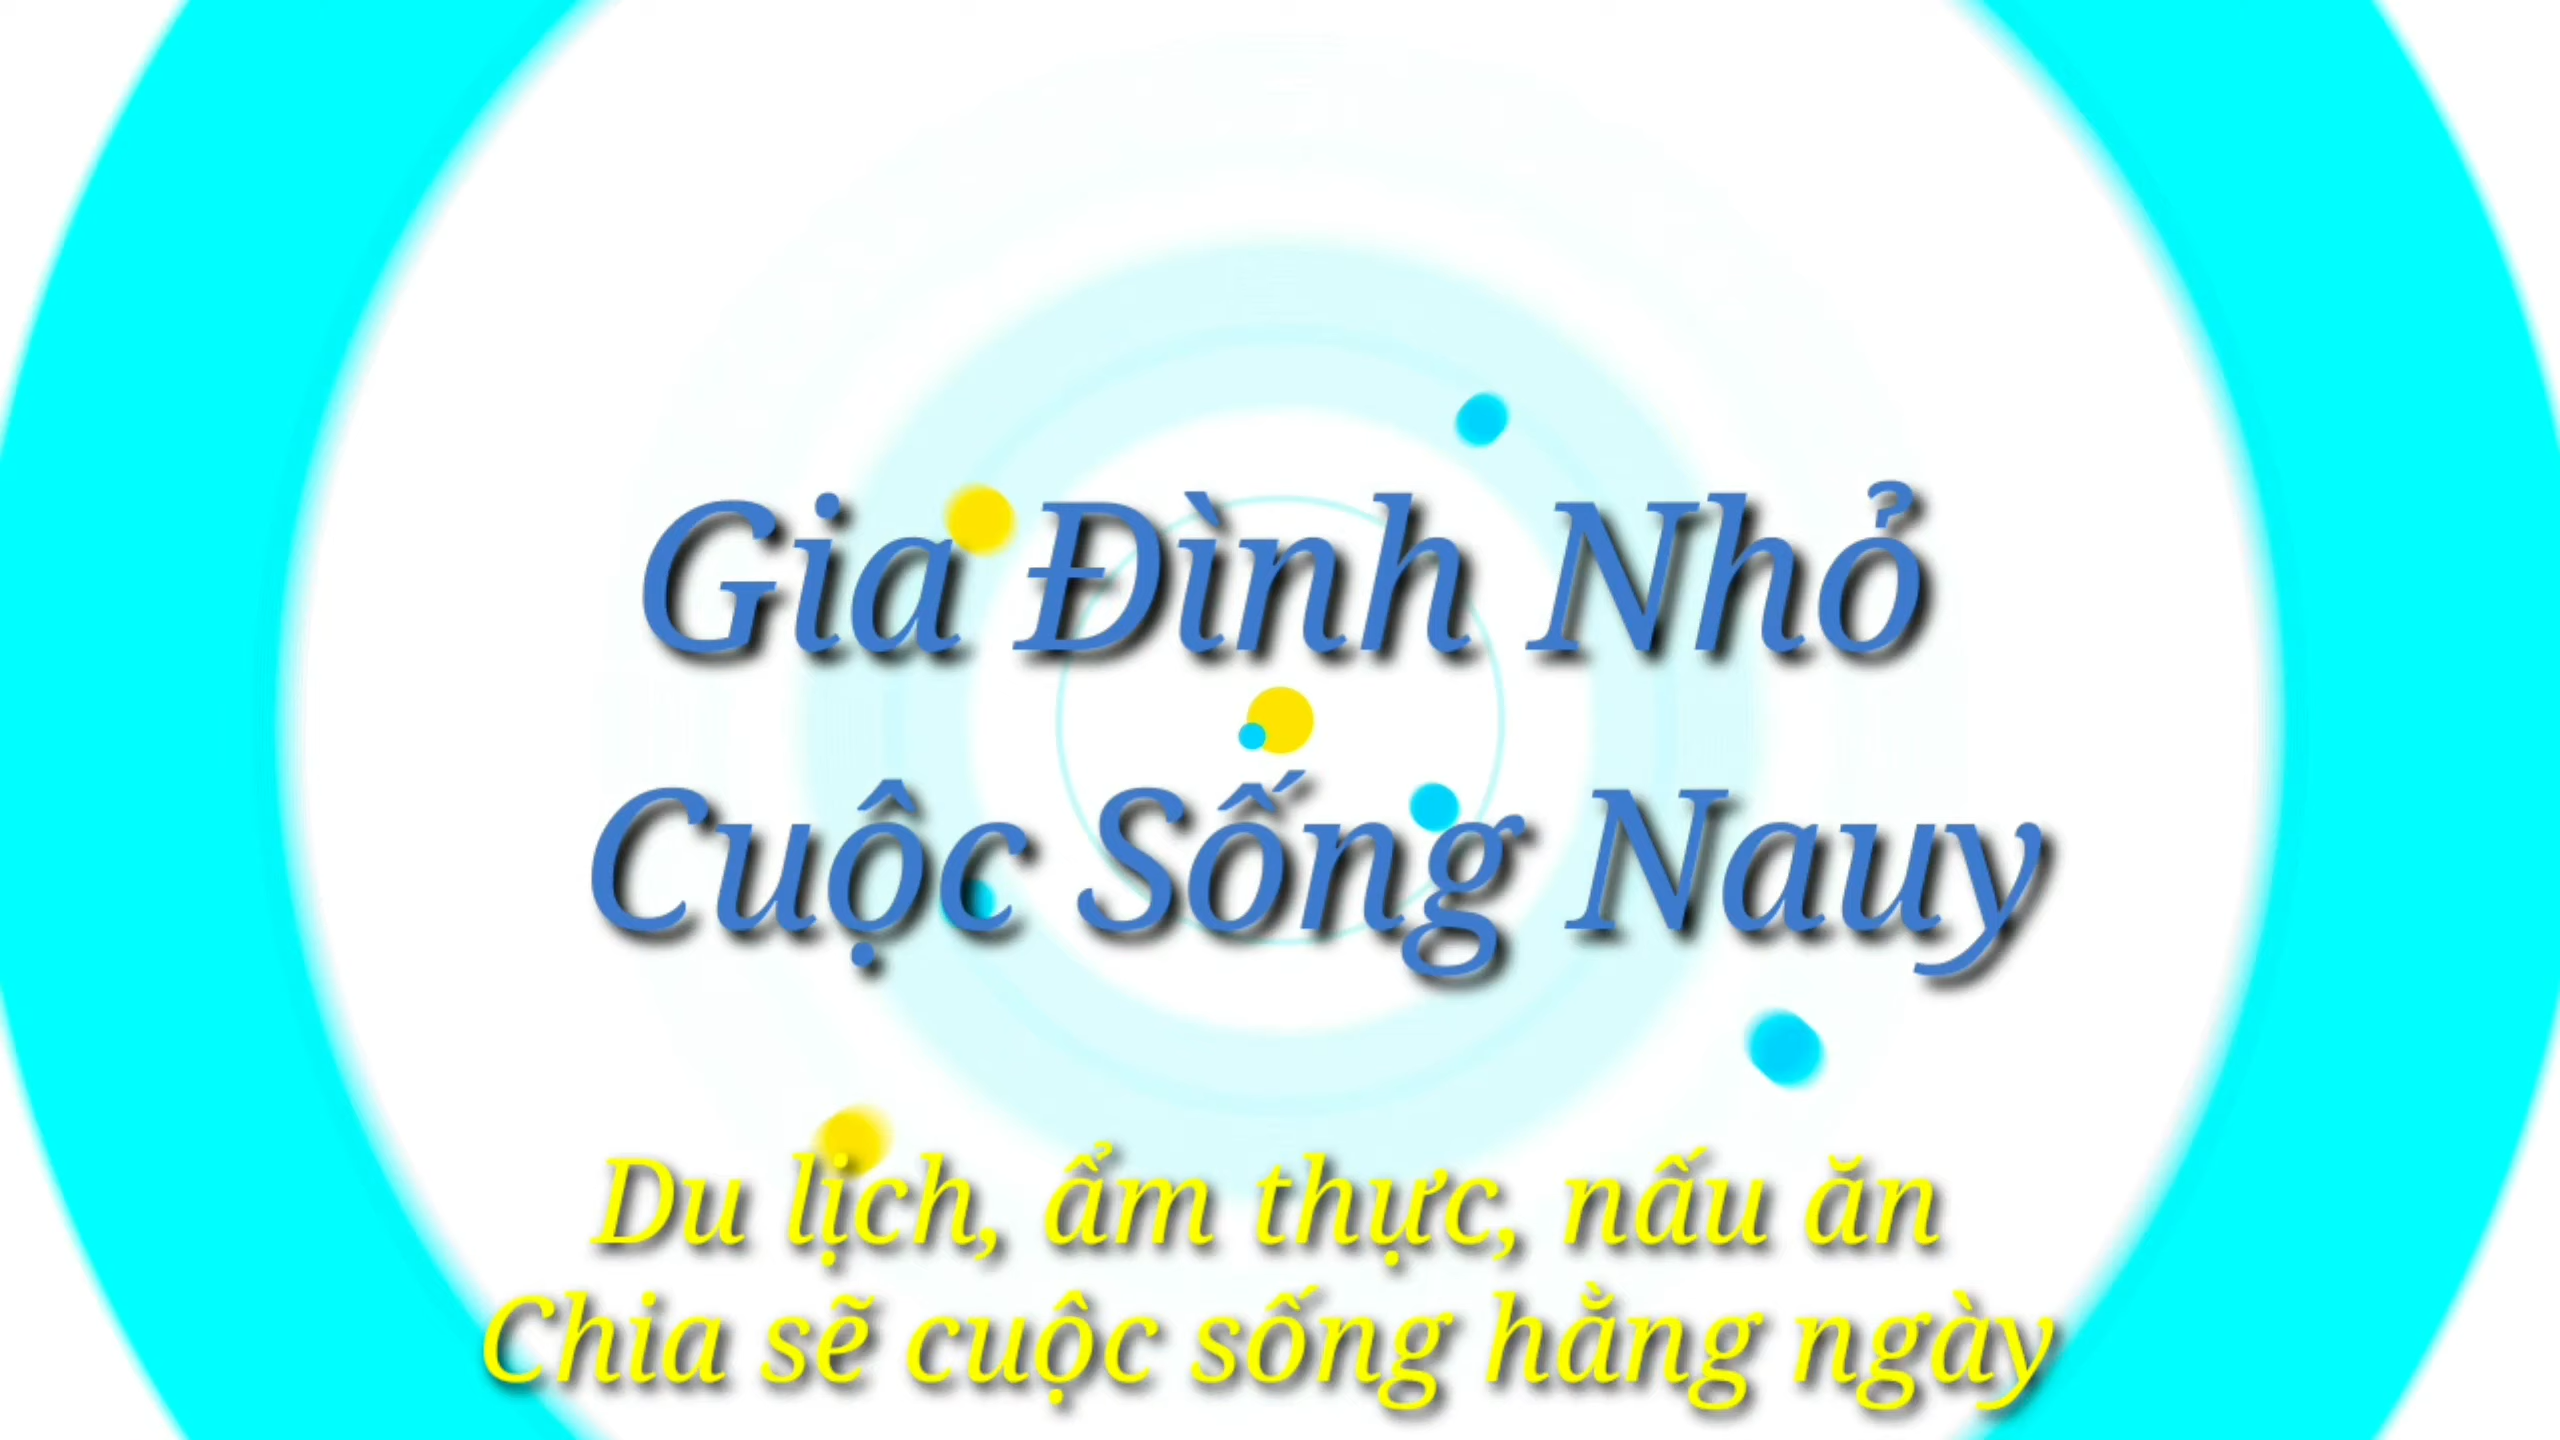 Gia Đình Nhỏ
Cuộc Sống Nauy
Du lịch, ẩm thực, nấu ăn
Chia sẽ cuộc sống hằng ngày